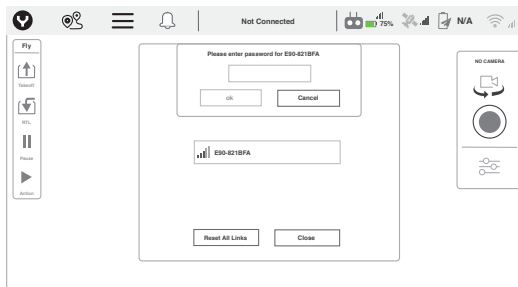 Not Connected
75%
N/A
Fly
Takeoff
RTL
Pause
Action
Please enter password for E90-821BFA
ok
Cancel
E90-821BFA
Reset All Links
Close
NO CAMERA